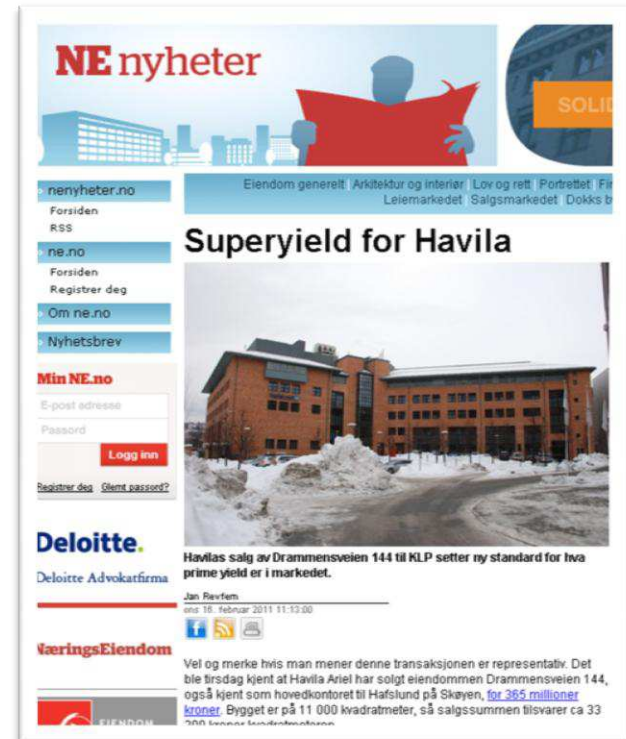 NE nyheter
SOLID
nenyheter.no
Forsiden
RSS
ne.no
Forsiden
Registrer deg
Om ne.no
Nyhetsbrev
Min NE.no
E-post adresse
Passord
Logg inn
Registrer deg Glemt passord?
Deloitte.
Deloitte Advokatfirma
NæringsEiendom
EIENDOM
Eiendom generelt | Arkitektur og interiør | Lov og rett | Portrettet | Fir
Leiemarkedet | Salgsmarkedet | Dokks b
Superyield for Havila
Havilas salg av Drammensveien 144 til KLP setter ny standard for hva
prime yield er i markedet.
Jan Revfem
ons 16. februar 2011 11:13:00
Vel og merke hvis man mener denne transaksjonen er representativ. Det
ble tirsdag kjent at Havila Ariel har solgt eiendommen Drammensveien 144,
også kjent som hovedkontoret til Hafslund på Skøyen, for 365 millioner
kroner. Bygget er på 11 000 kvadratmeter, så salgssummen tilsvarer ca 33
200 kroner kvadratmeteren